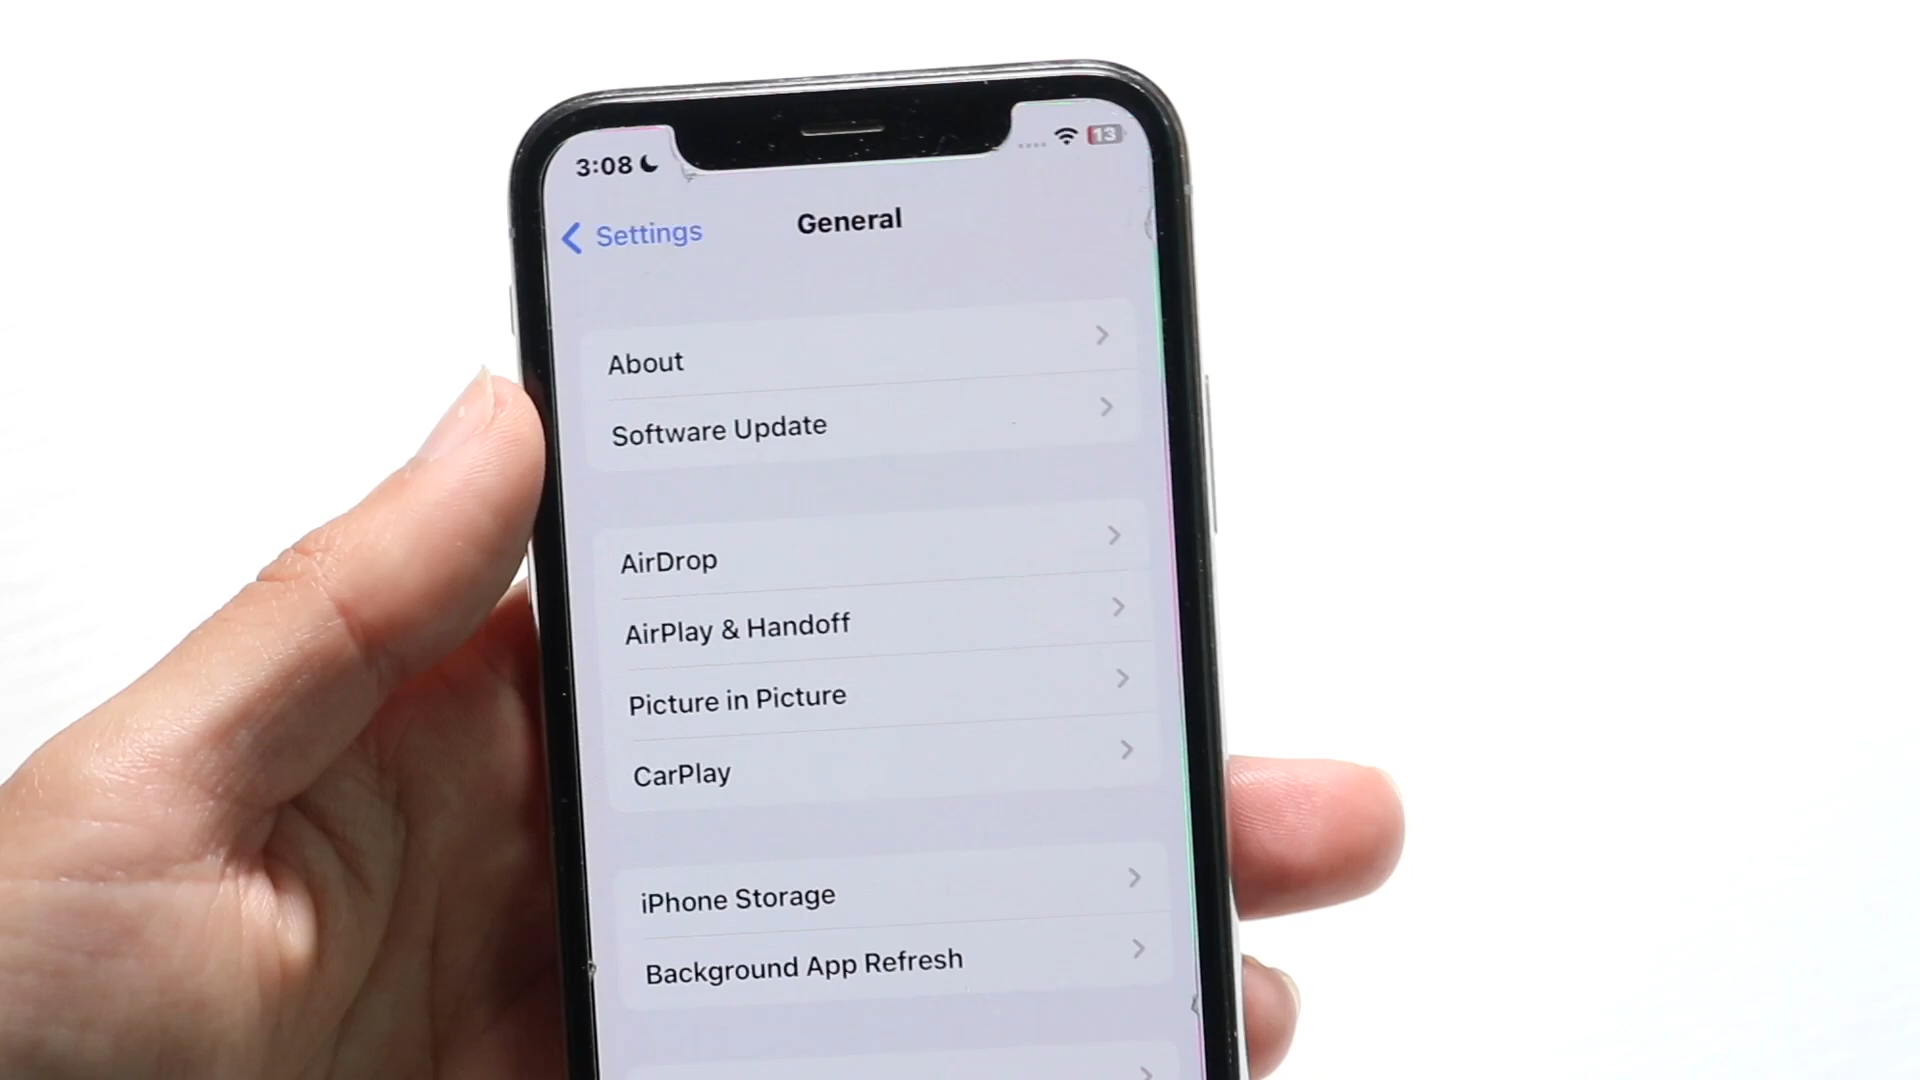 3:08
13
Settings
General
About
Software Update
AirDrop
AirPlay & Handoff
Picture in Picture
CarPlay
iPhone Storage
Background App Refresh